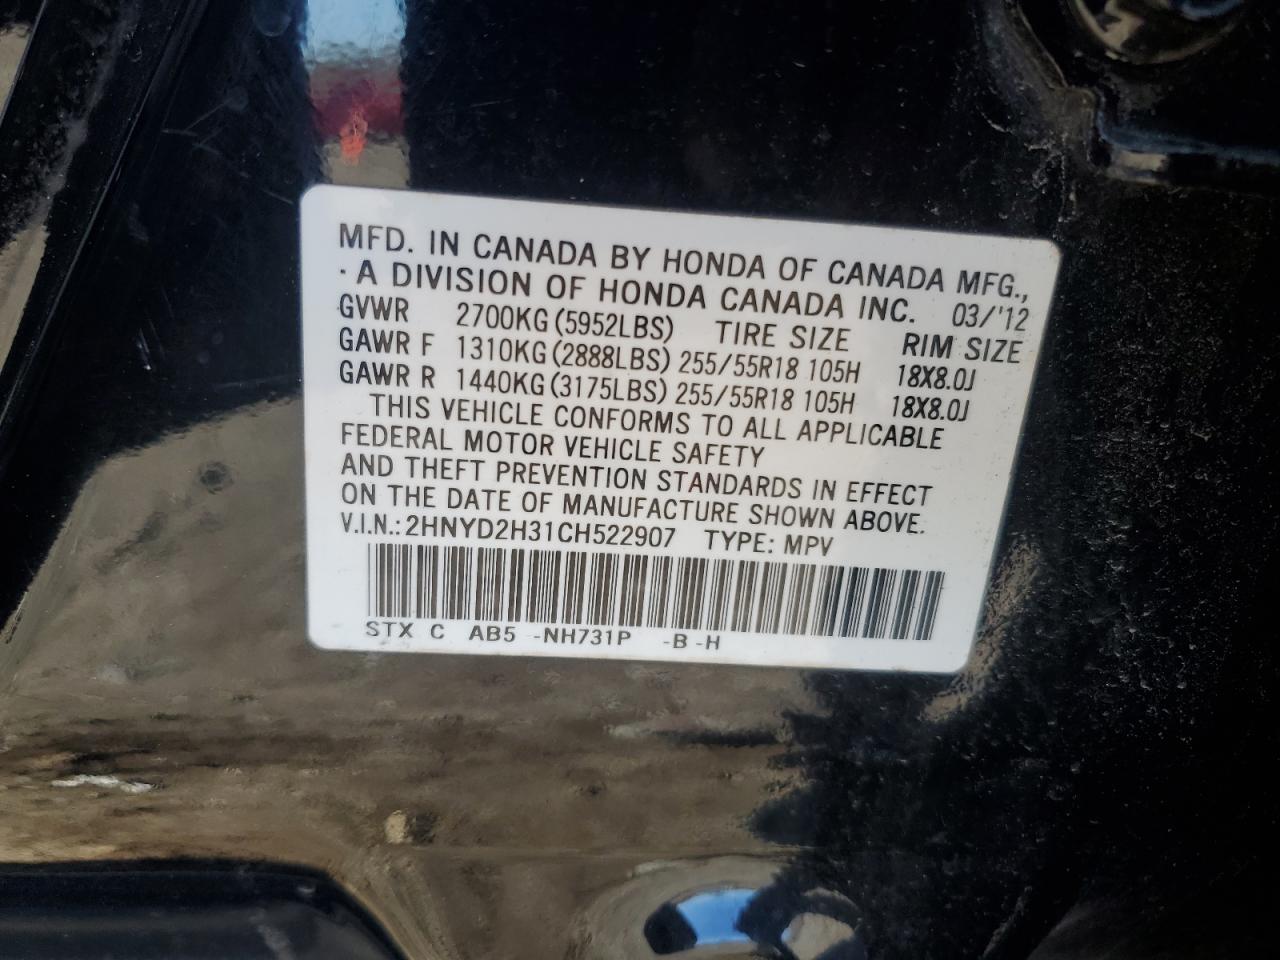 MFD. IN CANADA BY HONDA OF CANADA MFG.,
· A DIVISION OF HONDA CANADA INC. 03/'12
GVWR 2700KG (5952LBS) TIRE SIZE RIM SIZE
GAWR F 1310KG (2888LBS) 255/55R18 105H 18X8.0J
GAWR R 1440KG (3175LBS) 255/55R18 105H 18X8.0J
THIS VEHICLE CONFORMS TO ALL APPLICABLE
FEDERAL MOTOR VEHICLE SAFETY
AND THEFT PREVENTION STANDARDS IN EFFECT
ON THE DATE OF MANUFACTURE SHOWN ABOVE.
V.I.N.: 2HNYD2H31CH522907 TYPE: MPV
STX C AB5 -NH731P -B -H